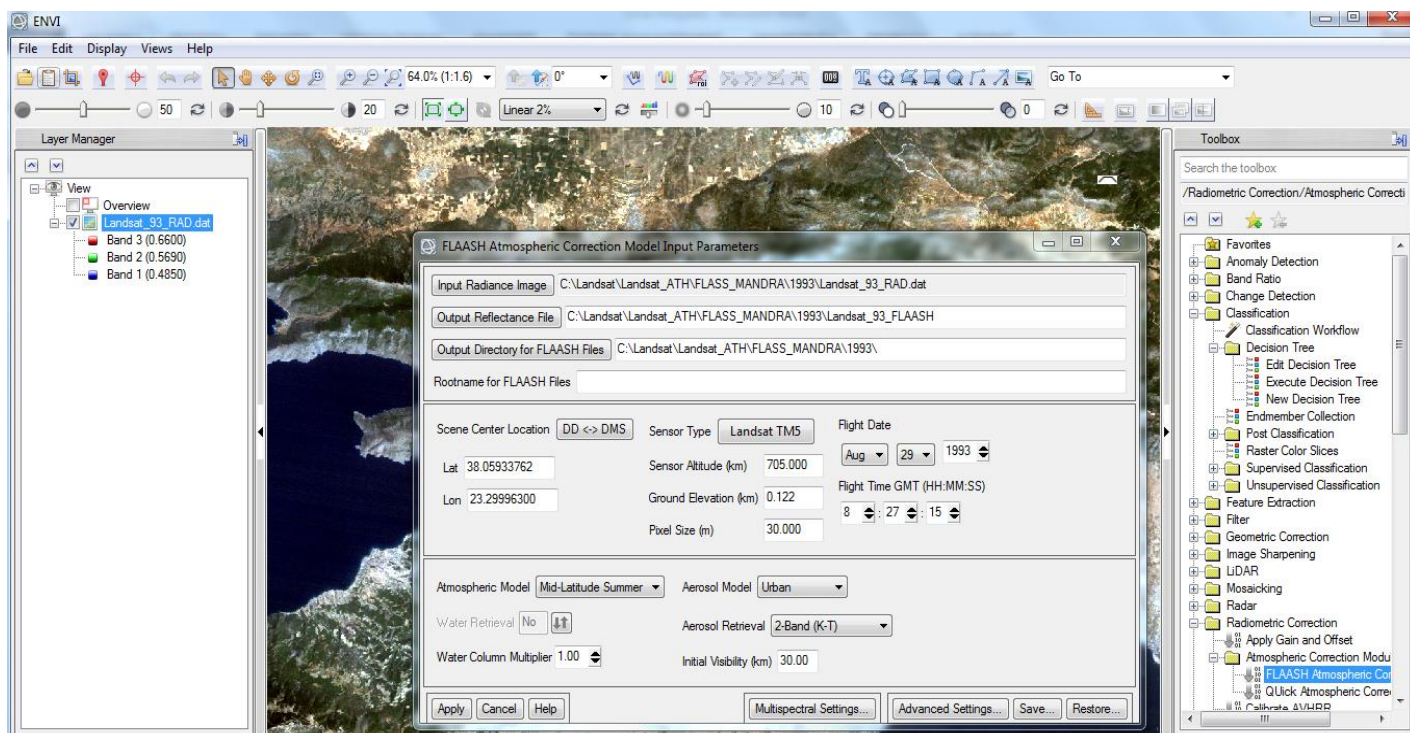 ENVI
File Edit Display Views Help
64.0% (1:1.6) 0° Go To
50 20 Linear 2% 10 0
Layer Manager
View
Overview
Landsat_93_RAD.dat
Band 3 (0.6600)
Band 2 (0.5690)
Band 1 (0.4850)
FLAASH Atmospheric Correction Model Input Parameters
Input Radiance Image C:\Landsat\Landsat_ATH\FLASS_MANDRA\1993\Landsat_93_RAD.dat
Output Reflectance File C:\Landsat\Landsat_ATH\FLASS_MANDRA\1993\Landsat_93_FLAASH
Output Directory for FLAASH Files C:\Landsat\Landsat_ATH\FLASS_MANDRA\1993\
Rootname for FLAASH Files
Scene Center Location DD <-> DMS Sensor Type Landsat TM5 Flight Date
Lat 38.05933762 Sensor Altitude (km) 705.000 Aug 29 1993
Lon 23.29996300 Ground Elevation (km) 0.122 Flight Time GMT (HH:MM:SS)
Pixel Size (m) 30.000 8 : 27 : 15
Atmospheric Model Mid-Latitude Summer Aerosol Model Urban
Water Retrieval No Aerosol Retrieval 2-Band (K-T)
Water Column Multiplier 1.00 Initial Visibility (km) 30.00
Apply Cancel Help Multispectral Settings... Advanced Settings... Save... Restore...
Toolbox
Search the toolbox
/Radiometric Correction/Atmospheric Correcti
Favorites
Anomaly Detection
Band Ratio
Change Detection
Classification
Classification Workflow
Decision Tree
Edit Decision Tree
Execute Decision Tree
New Decision Tree
Endmember Collection
Post Classification
Raster Color Slices
Supervised Classification
Unsupervised Classification
Feature Extraction
Filter
Geometric Correction
Image Sharpening
LiDAR
Mosaicking
Radar
Radiometric Correction
Apply Gain and Offset
Atmospheric Correction Modu
FLAASH Atmospheric Cor
QUick Atmospheric Corre
Calibrate AVHRR